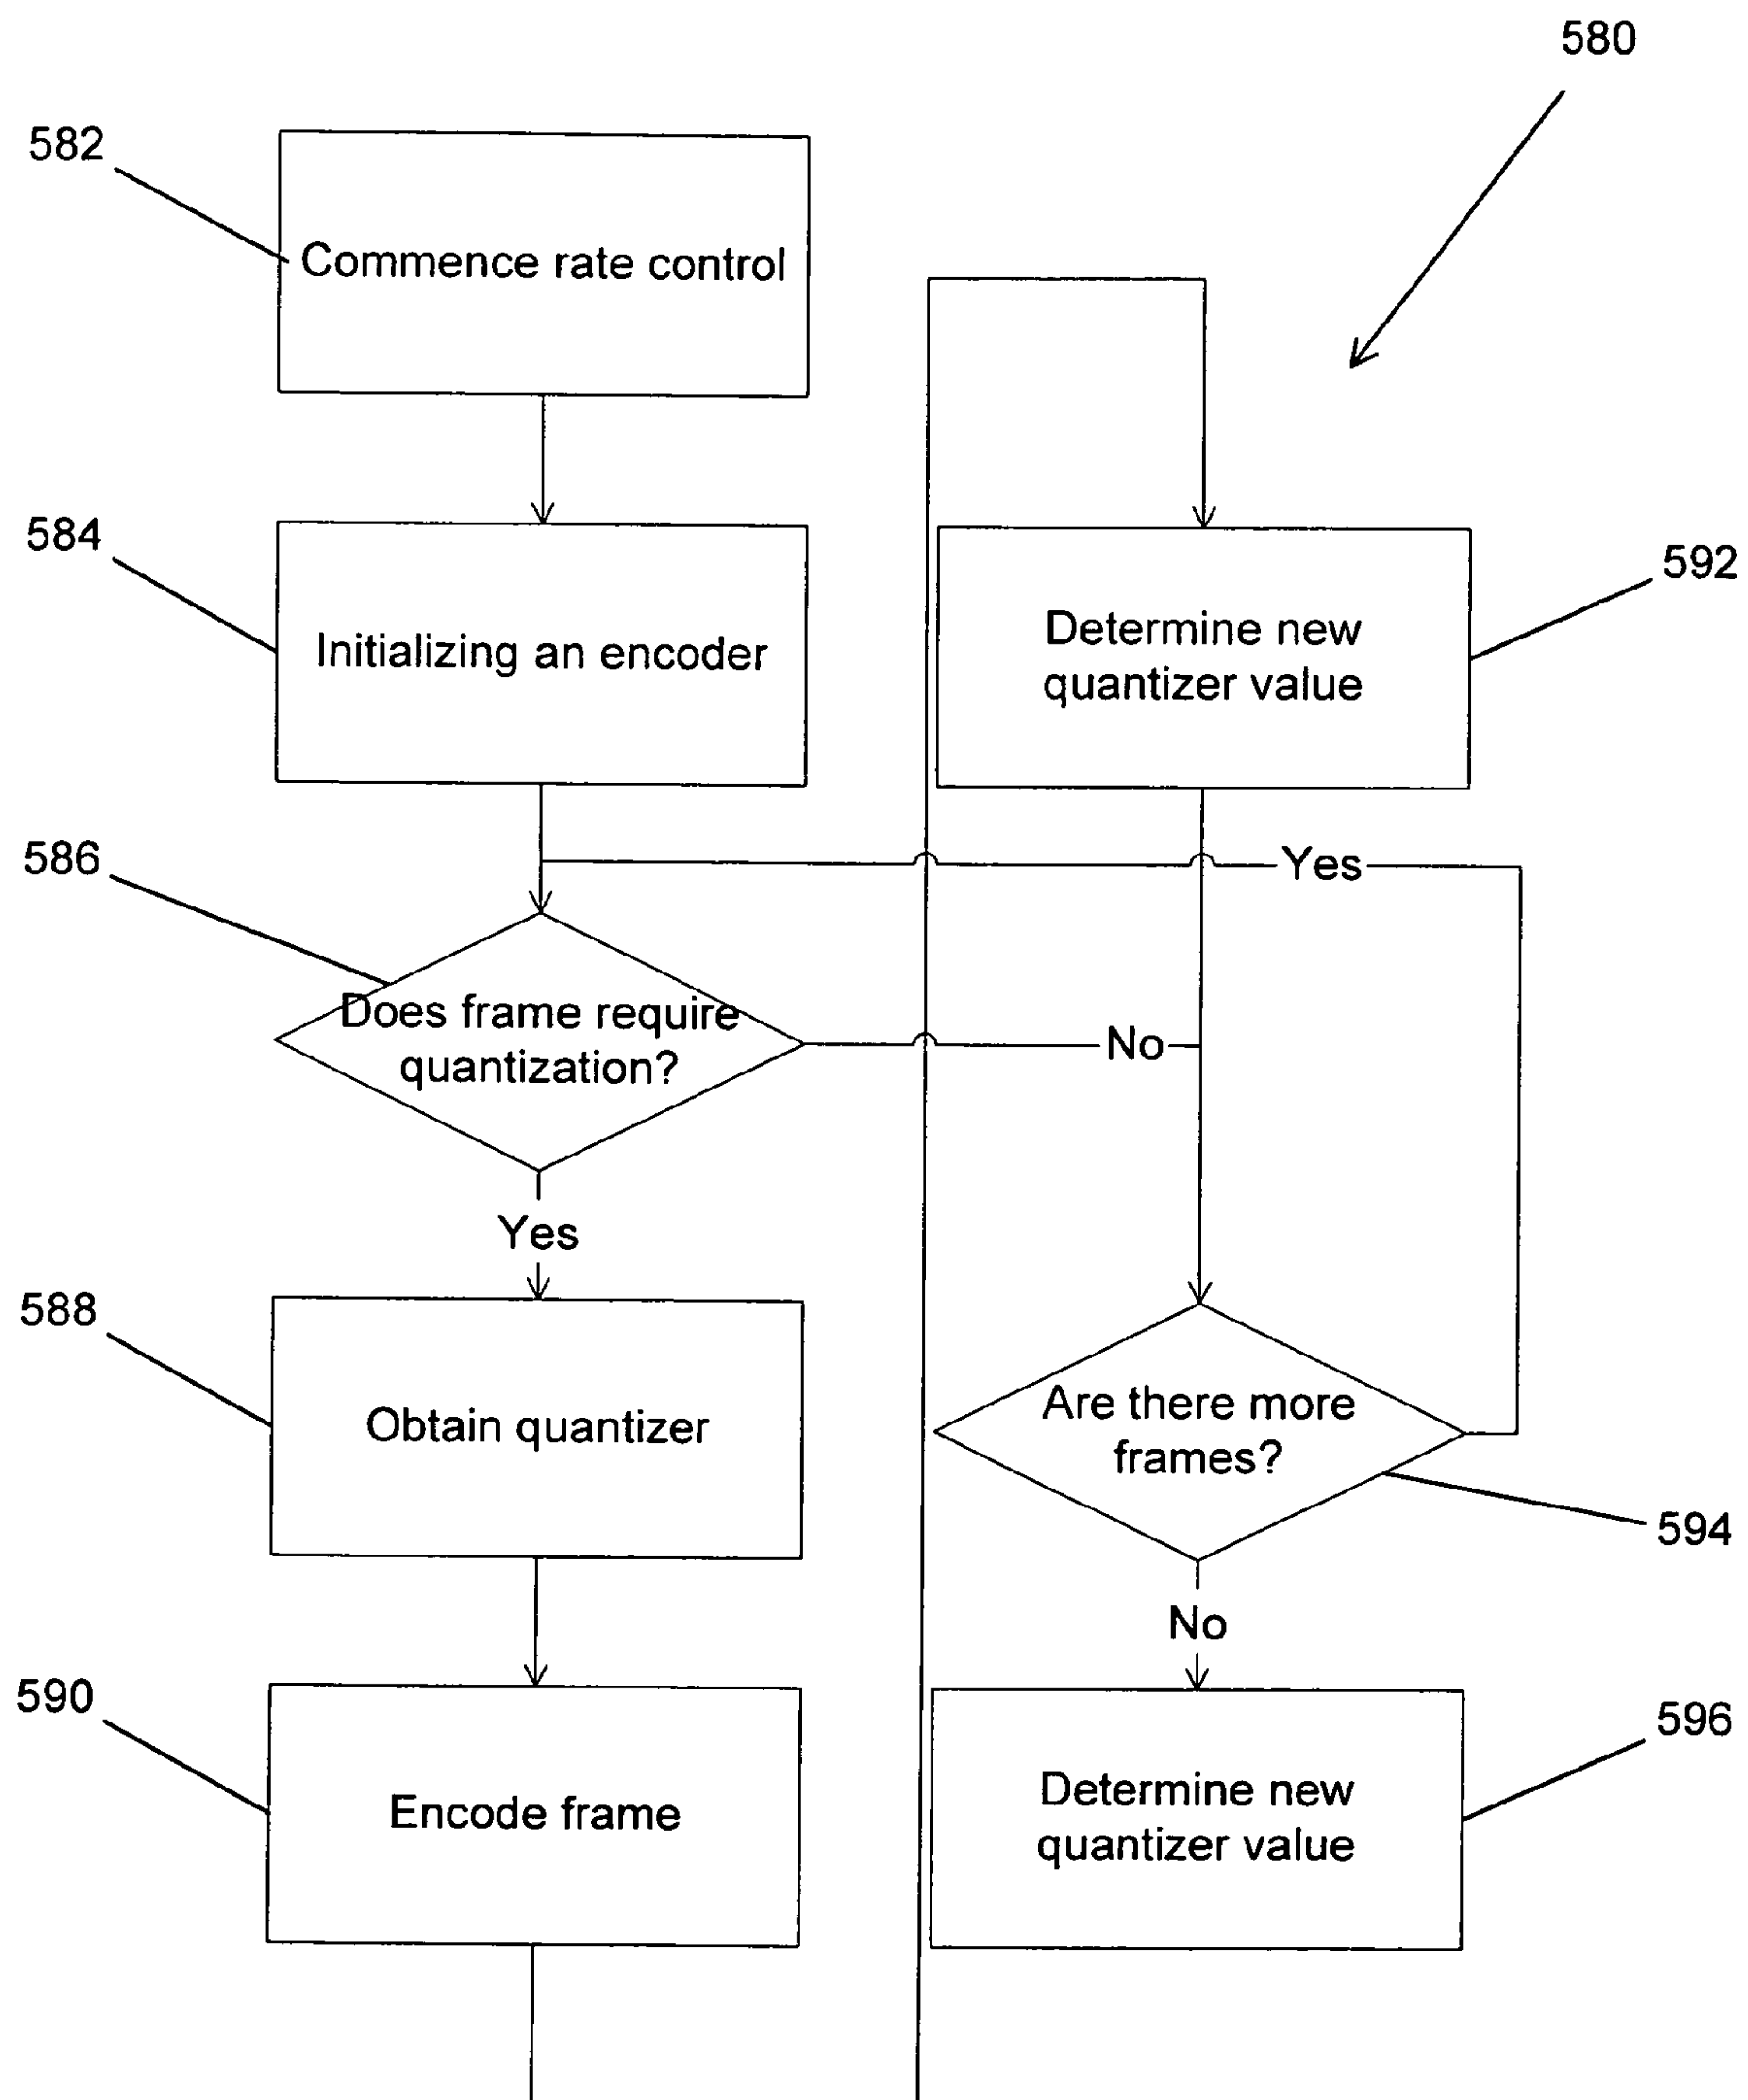 580
582
Commence rate control
584
Initializing an encoder
592
Determine new
quantizer value
586
Yes
Does frame require
quantization?
No
Yes
588
Obtain quantizer
Are there more
frames?
594
No
590
Encode frame
596
Determine new
quantizer value